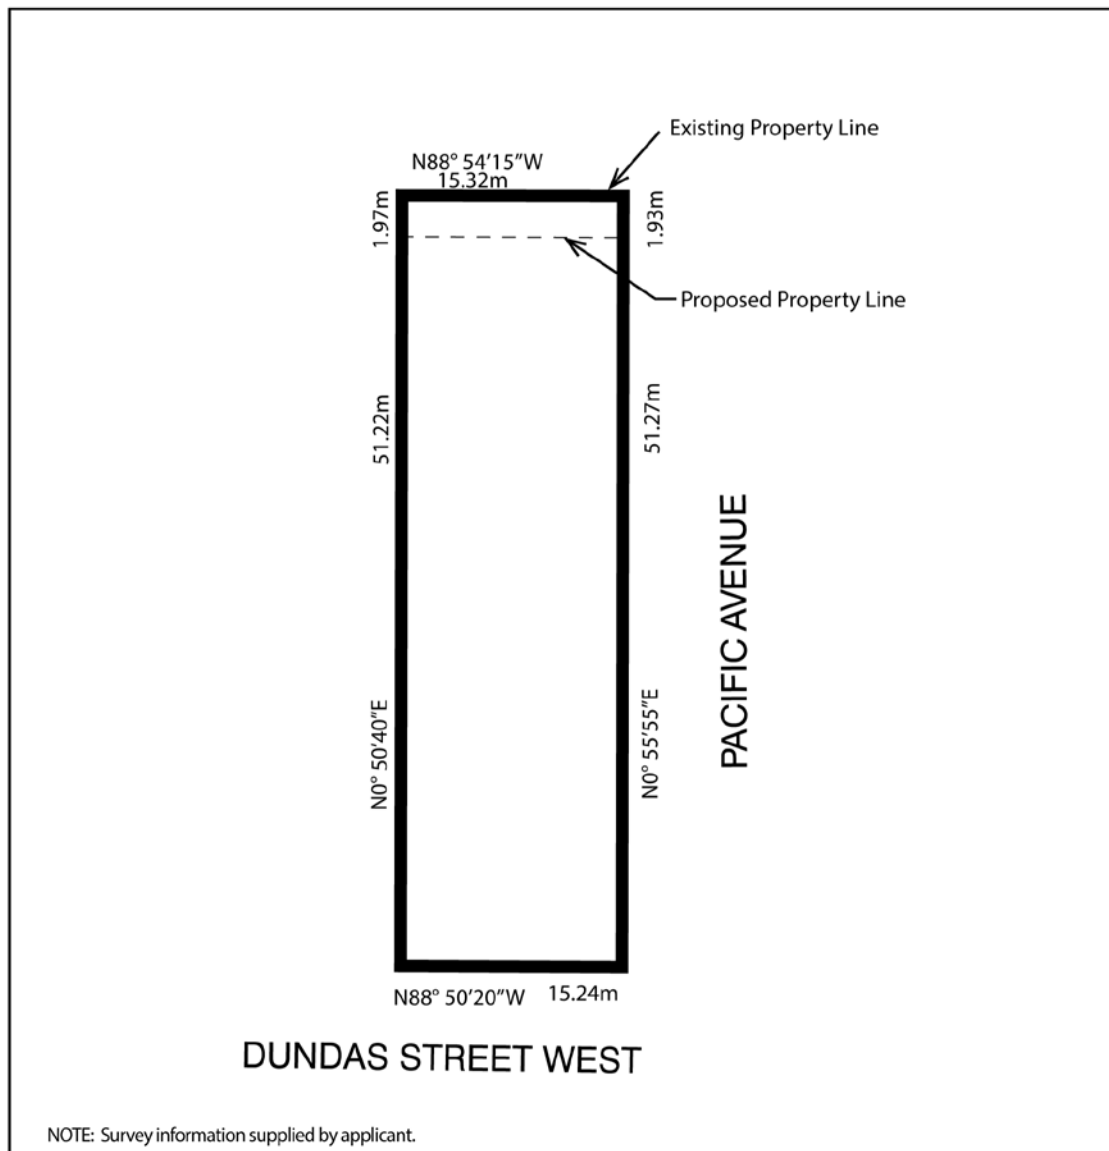 Existing Property Line
N88° 54'15"W
15.32m
1.97m
1.93m
Proposed Property Line
51.22m
51.27m
PACIFIC AVENUE
N0° 50'40"E
N0° 55'55"E
N88° 50'20"W
15.24m
DUNDAS STREET WEST
NOTE: Survey information supplied by applicant.